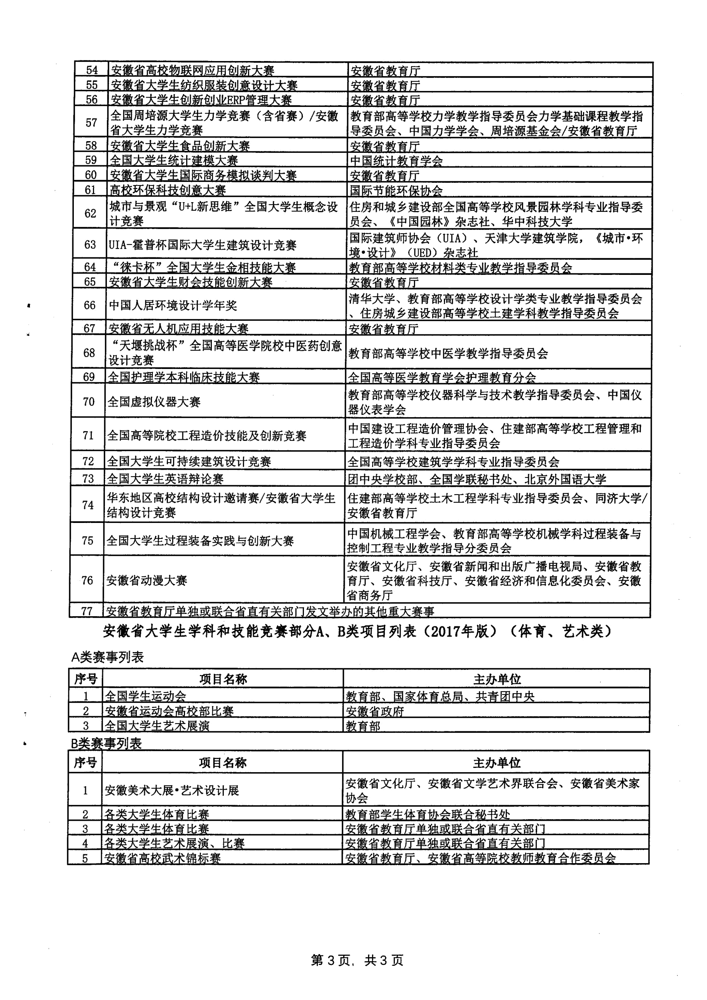 54 安徽省高校物联网应用创新大赛 安徽省教育厅
55 安徽省大学生纺织服装创意设计大赛 安徽省教育厅
56 安徽省大学生创新创业ERP管理大赛 安徽省教育厅
57 全国周培源大学生力学竞赛（含省赛）/安徽 教育部高等学校力学教学指导委员会力学基础课程教学指
省大学生力学竞赛 导委员会、中国力学学会、周培源基金会/安徽省教育厅
58 安徽省大学生食品创新大赛 安徽省教育厅
59 全国大学生统计建模大赛 中国统计教育学会
60 安徽省大学生国际商务模拟谈判大赛 安徽省教育厅
61 高校环保科技创意大赛 国际节能环保协会
62 城市与景观“U+L新思维”全国大学生概念设 住房和城乡建设部全国高等学校风景园林学科专业指导委
计竞赛 员会、《中国园林》杂志社、华中科技大学
63 UIA-霍普杯国际大学生建筑设计竞赛 国际建筑师协会（UIA）、天津大学建筑学院，《城市•环
境•设计》（UED）杂志社
64 “徕卡杯”全国大学生金相技能大赛 教育部高等学校材料类专业教学指导委员会
65 安徽省大学生财会技能创新大赛 安徽省教育厅
66 中国人居环境设计学年奖 清华大学、教育部高等学校设计学类专业教学指导委员会
、住房城乡建设部高等学校土建学科教学指导委员会
67 安徽省无人机应用技能大赛 安徽省教育厅
68 “天堰挑战杯”全国高等医学院校中医药创意 教育部高等学校中医学教学指导委员会
设计竞赛
69 全国护理学本科临床技能大赛 全国高等医学教育学会护理教育分会
70 全国虚拟仪器大赛 教育部高等学校仪器科学与技术教学指导委员会、中国仪
器仪表学会
71 全国高等院校工程造价技能及创新竞赛 中国建设工程造价管理协会、住建部高等学校工程管理和
工程造价学科专业指导委员会
72 全国大学生可持续建筑设计竞赛 全国高等学校建筑学学科专业指导委员会
73 全国大学生英语辩论赛 团中央学校部、全国学联秘书处、北京外国语大学
74 华东地区高校结构设计邀请赛/安徽省大学生 住建部高等学校土木工程学科专业指导委员会、同济大学/
结构设计竞赛 安徽省教育厅
75 全国大学生过程装备实践与创新大赛 中国机械工程学会、教育部高等学校机械学科过程装备与
控制工程专业教学指导分委员会
76 安徽省动漫大赛 安徽省文化厅、安徽省新闻和出版广播电视局、安徽省教
育厅、安徽省科技厅、安徽省经济和信息化委员会、安徽
省商务厅
77 安徽省教育厅单独或联合省直有关部门发文举办的其他重大赛事
安徽省大学生学科和技能竞赛部分A、B类项目列表（2017年版）（体育、艺术类）
A类赛事列表
序号 项目名称 主办单位
1 全国学生运动会 教育部、国家体育总局、共青团中央
2 安徽省运动会高校部比赛 安徽省政府
3 全国大学生艺术展演 教育部
B类赛事列表
序号 项目名称 主办单位
1 安徽美术大展•艺术设计展 安徽省文化厅、安徽省文学艺术界联合会、安徽省美术家
协会
2 各类大学生体育比赛 教育部学生体育协会联合秘书处
3 各类大学生体育比赛 安徽省教育厅单独或联合省直有关部门
4 各类大学生艺术展演、比赛 安徽省教育厅单独或联合省直有关部门
5 安徽省高校武术锦标赛 安徽省教育厅、安徽省高等院校教师教育合作委员会
第 3 页，共 3 页